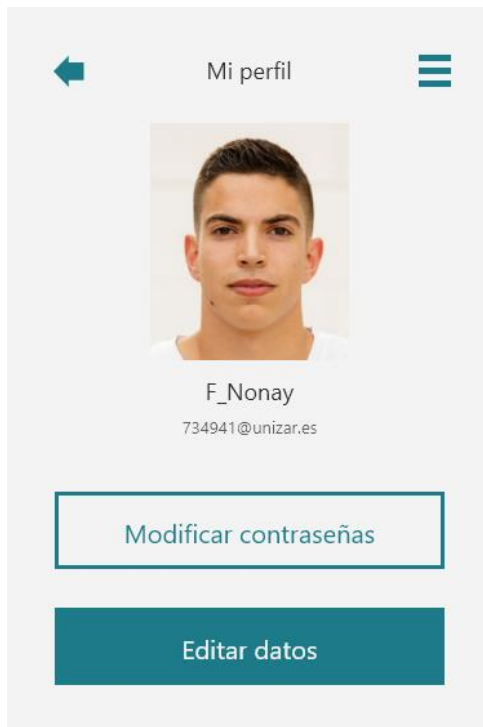 Mi perfil
F_Nonay
734941@unizar.es
Modificar contraseñas
Editar datos